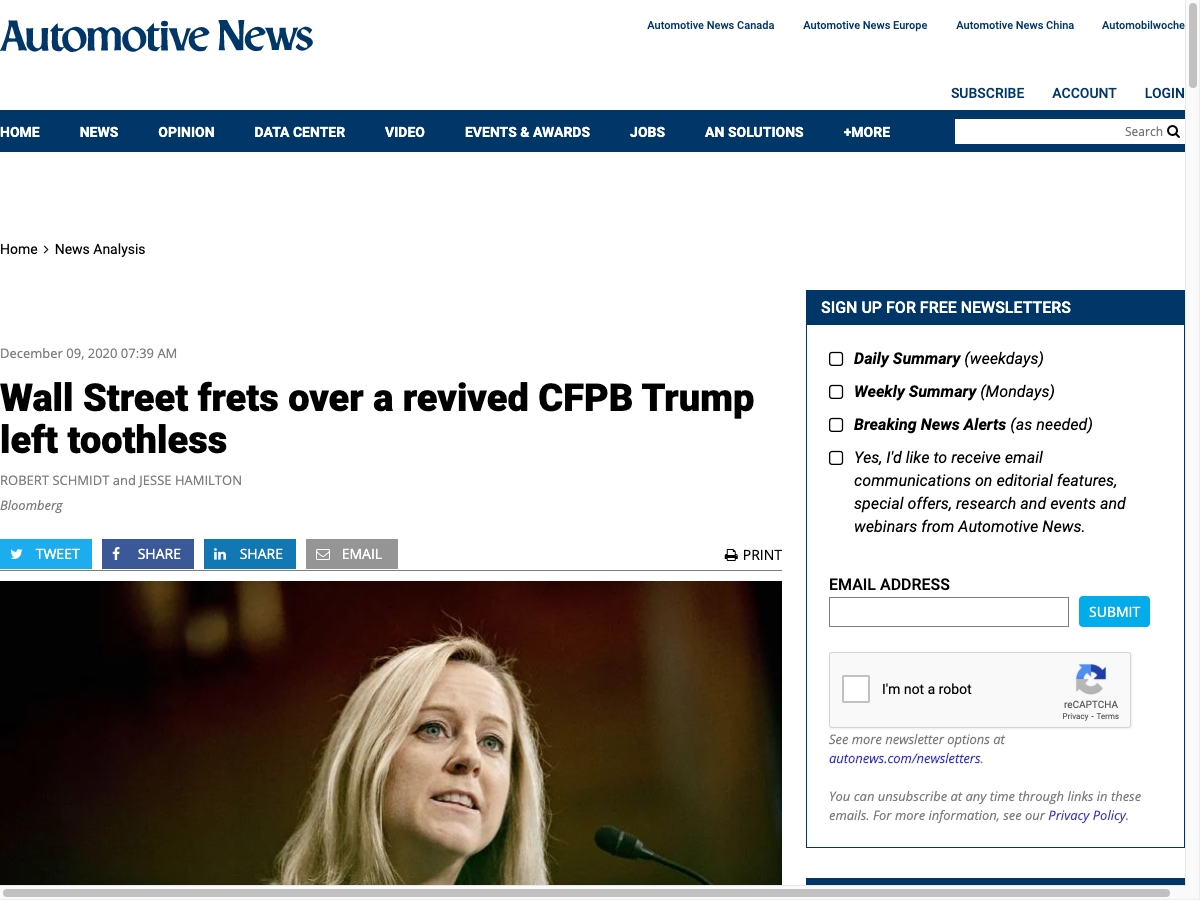 Automotive News
Automotive News Canada
Automotive News Europe
Automotive News China
Automobilwoche
SUBSCRIBE
ACCOUNT
LOGIN
HOME
NEWS
OPINION
DATA CENTER
VIDEO
EVENTS & AWARDS
JOBS
AN SOLUTIONS
+MORE
Search
Home > News Analysis
December 09, 2020 07:39 AM
Wall Street frets over a revived CFPB Trump
left toothless
ROBERT SCHMIDT and JESSE HAMILTON
Bloomberg
TWEET
SHARE
SHARE
EMAIL
PRINT
SIGN UP FOR FREE NEWSLETTERS
Daily Summary (weekdays)
Weekly Summary (Mondays)
Breaking News Alerts (as needed)
Yes, I'd like to receive email
communications on editorial features,
special offers, research and events and
webinars from Automotive News.
EMAIL ADDRESS
SUBMIT
I'm not a robot
reCAPTCHA
Privacy - Terms
See more newsletter options at
autonews.com/newsletters.
You can unsubscribe at any time through links in these
emails. For more information, see our Privacy Policy.